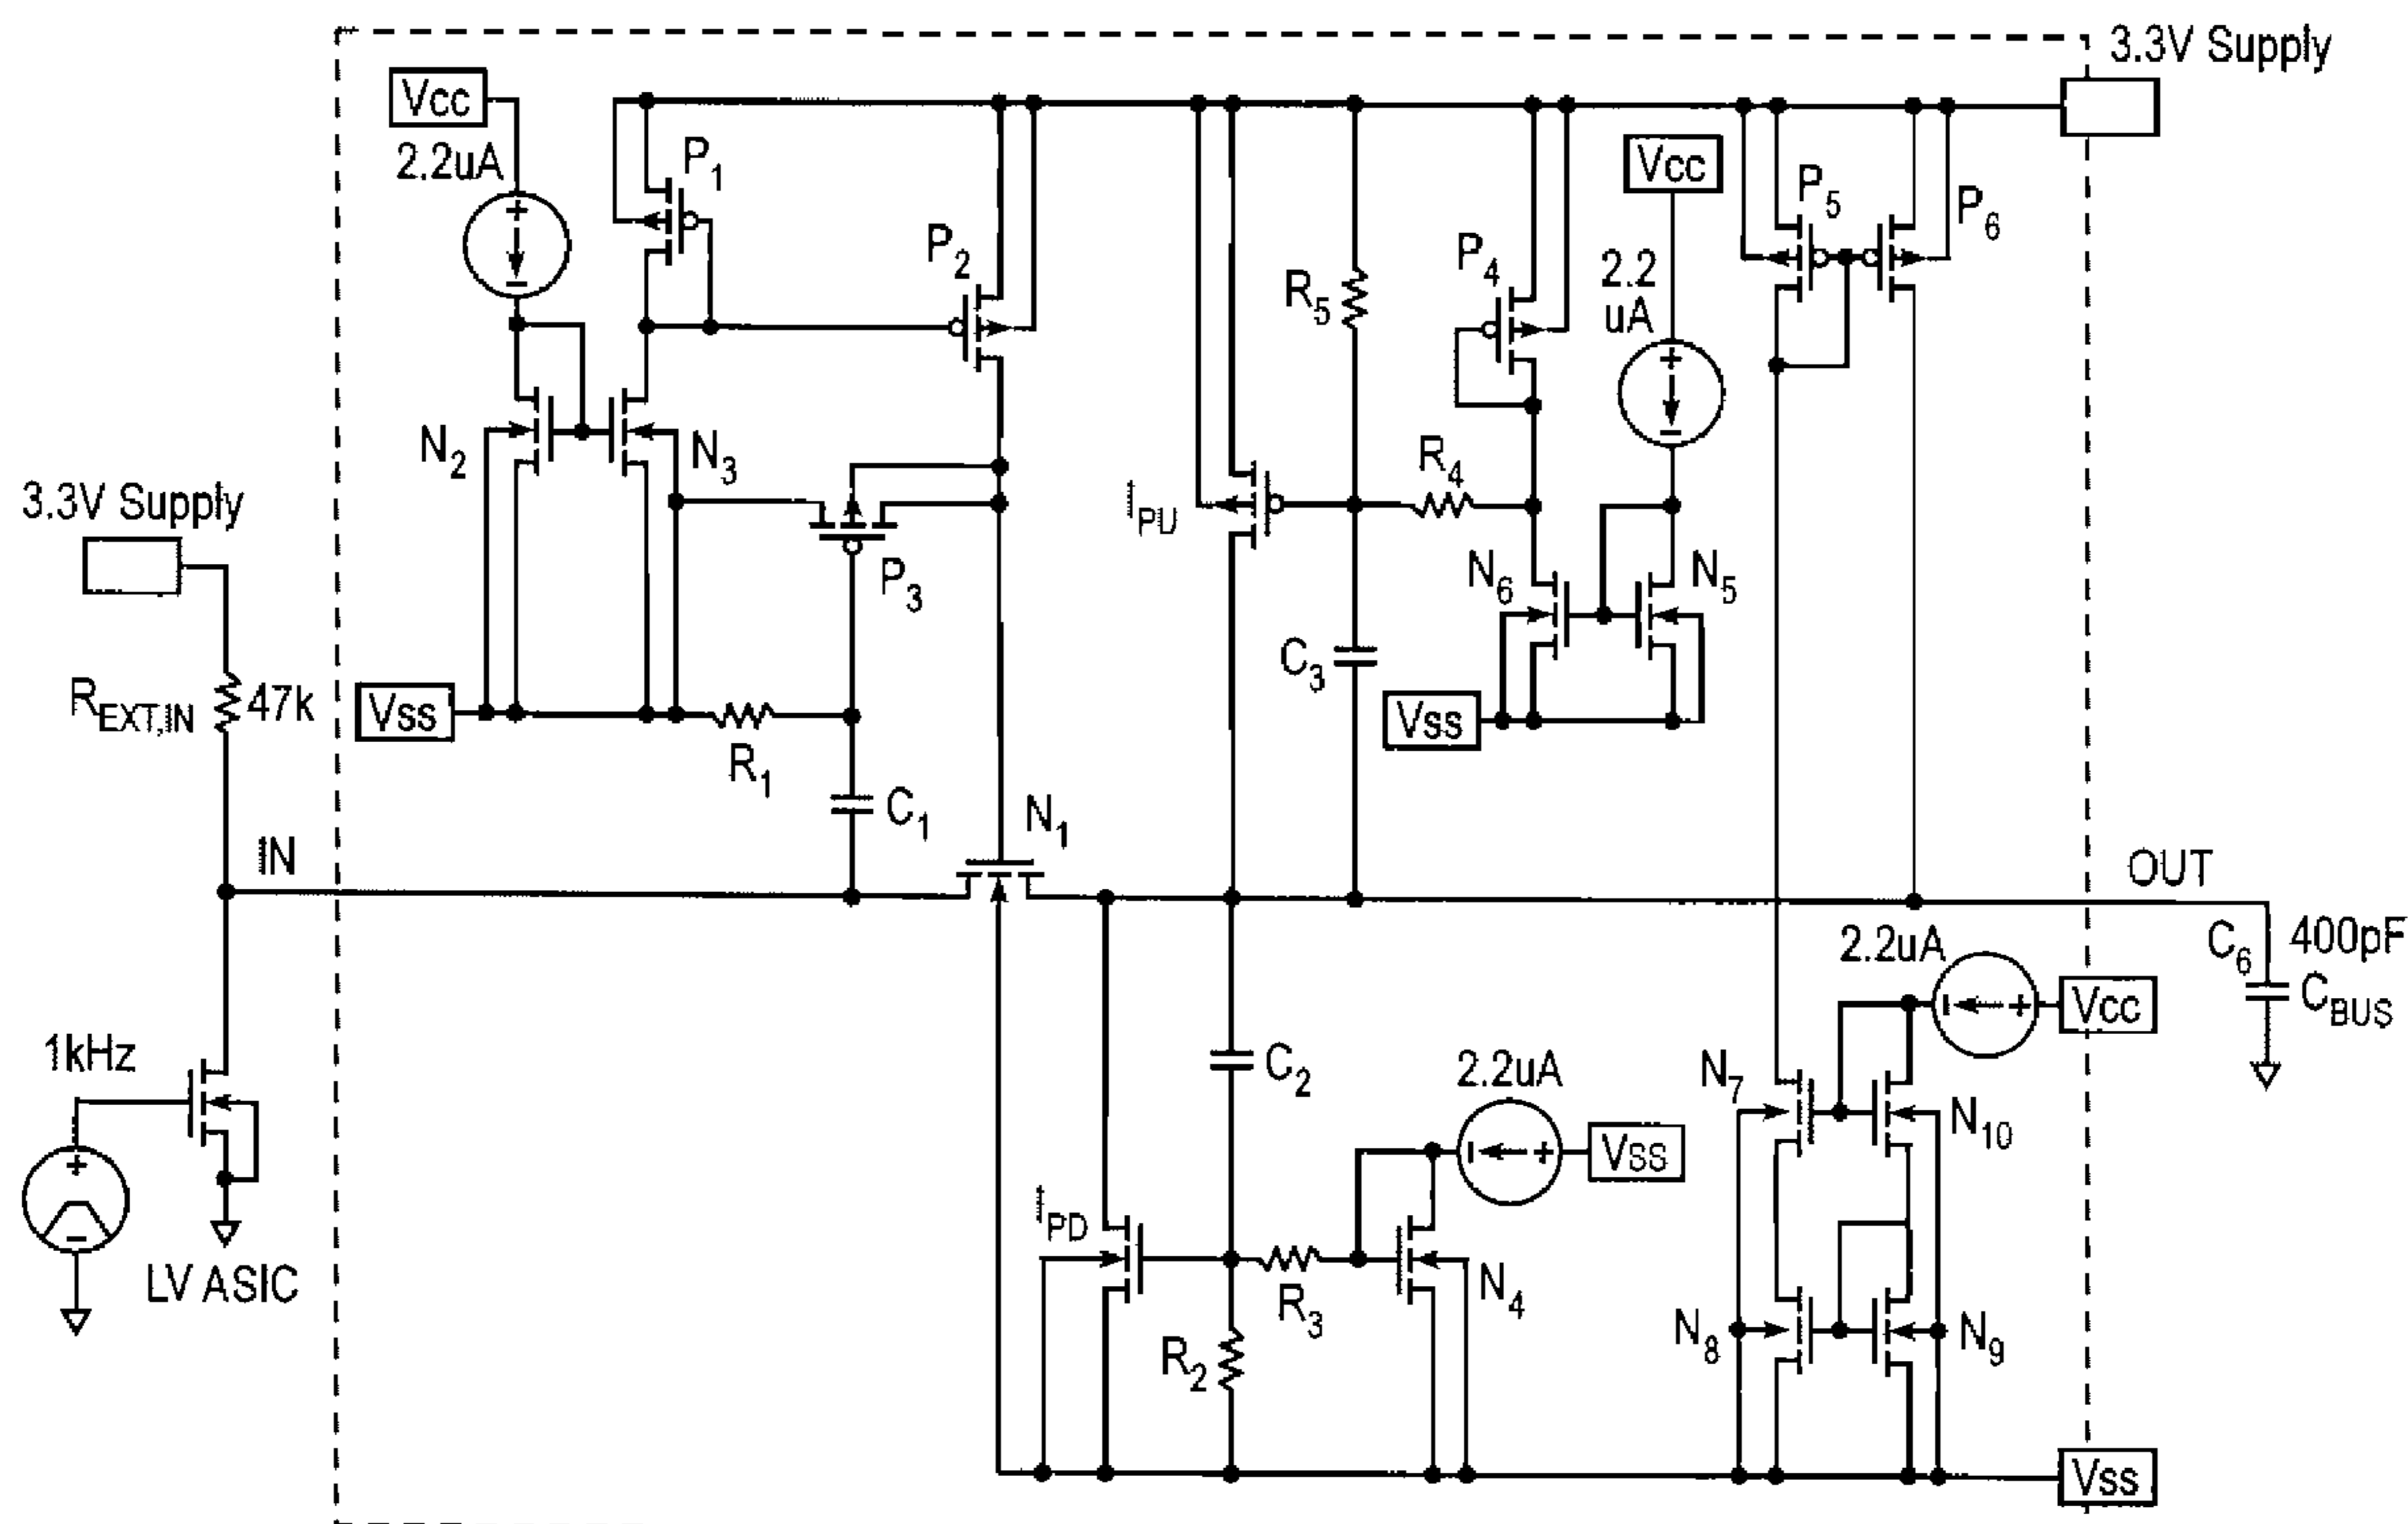 3.3V Supply
Vcc
2.2uA
P1
P2
Vcc
P5
P6
R5
P4
2.2
uA
N2
N3
R4
IPU
3.3V Supply
P3
N6
N5
C3
REXT,IN
47k
Vss
Vss
R1
C1
N1
IN
OUT
2.2uA
C6
400pF
CBUS
Vcc
1kHz
C2
2.2uA
N7
N10
Vss
IPD
LV ASIC
R3
N4
R2
N8
N9
Vss